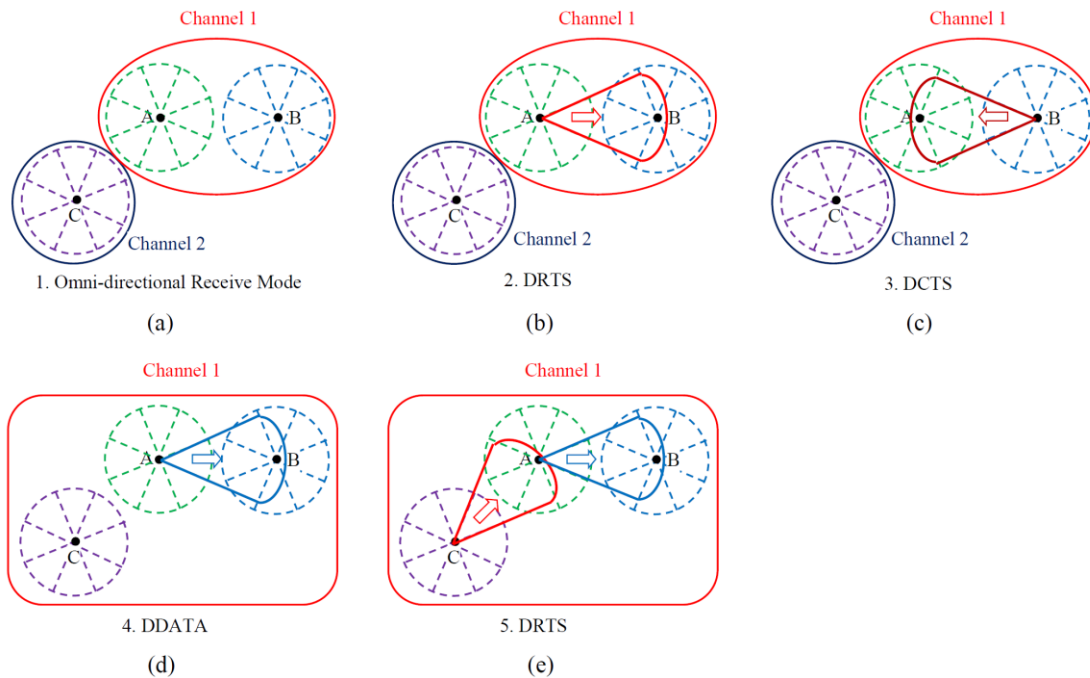 Channel 1
Channel 1
Channel 1
A
B
A
B
A
B
C
C
C
Channel 2
Channel 2
Channel 2
1. Omni-directional Receive Mode
2. DRTS
3. DCTS
(a)
(b)
(c)
Channel 1
Channel 1
A
B
A
B
C
C
4. DDATA
5. DRTS
(d)
(e)